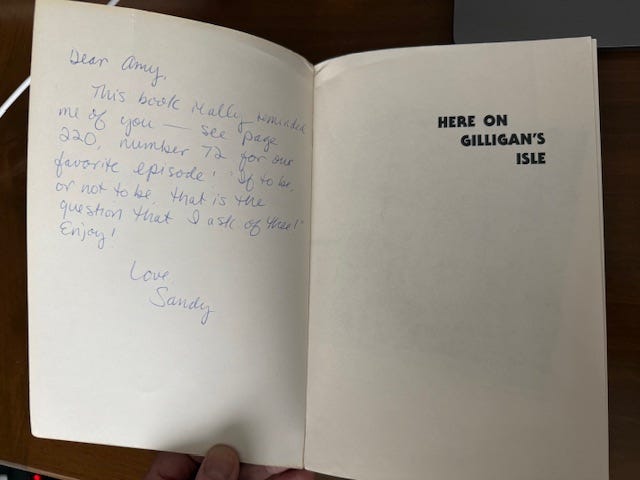 Dear Amy,
This book really reminded
me of you — see page
220, number 72 for our
favorite episode! "If to be,
or not to be that is the
question that I ask of thee!"
Enjoy!
Love,
Sandy
HERE ON
GILLIGAN'S
ISLE